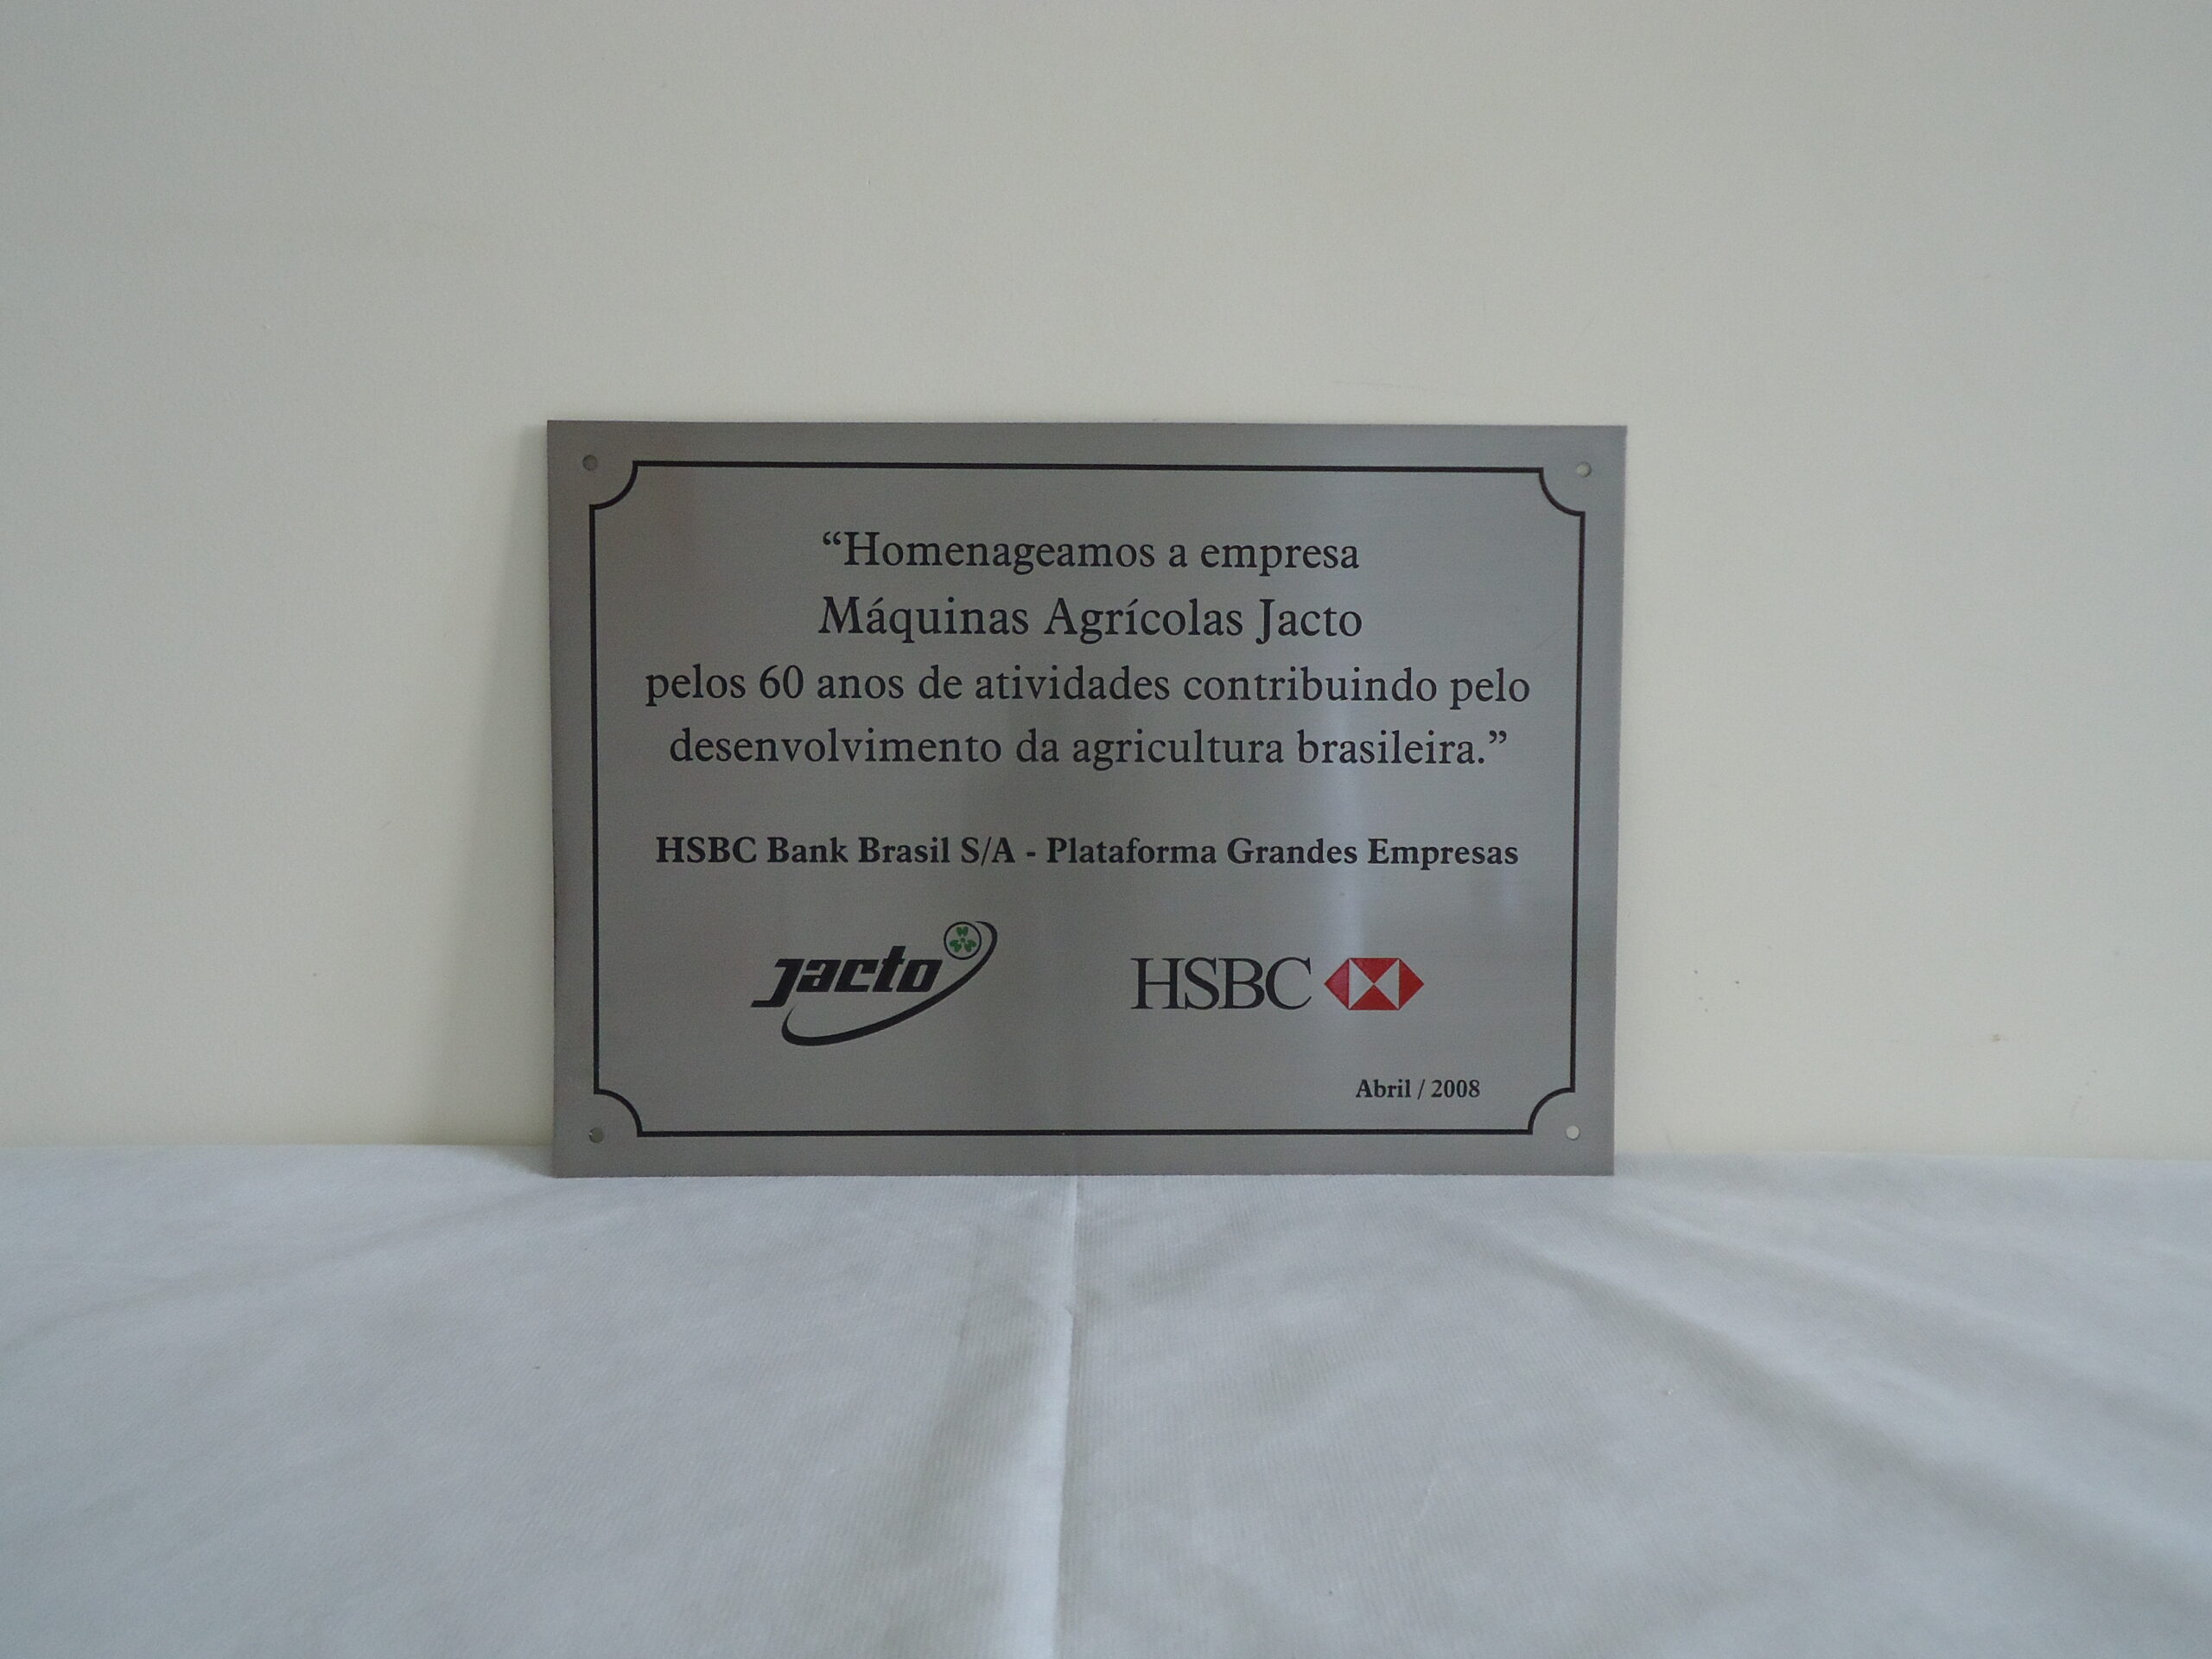 “Homenageamos a empresa
Máquinas Agrícolas Jacto
pelos 60 anos de atividades contribuindo pelo
desenvolvimento da agricultura brasileira.”
HSBC Bank Brasil S/A - Plataforma Grandes Empresas
Jacto
HSBC
Abril / 2008